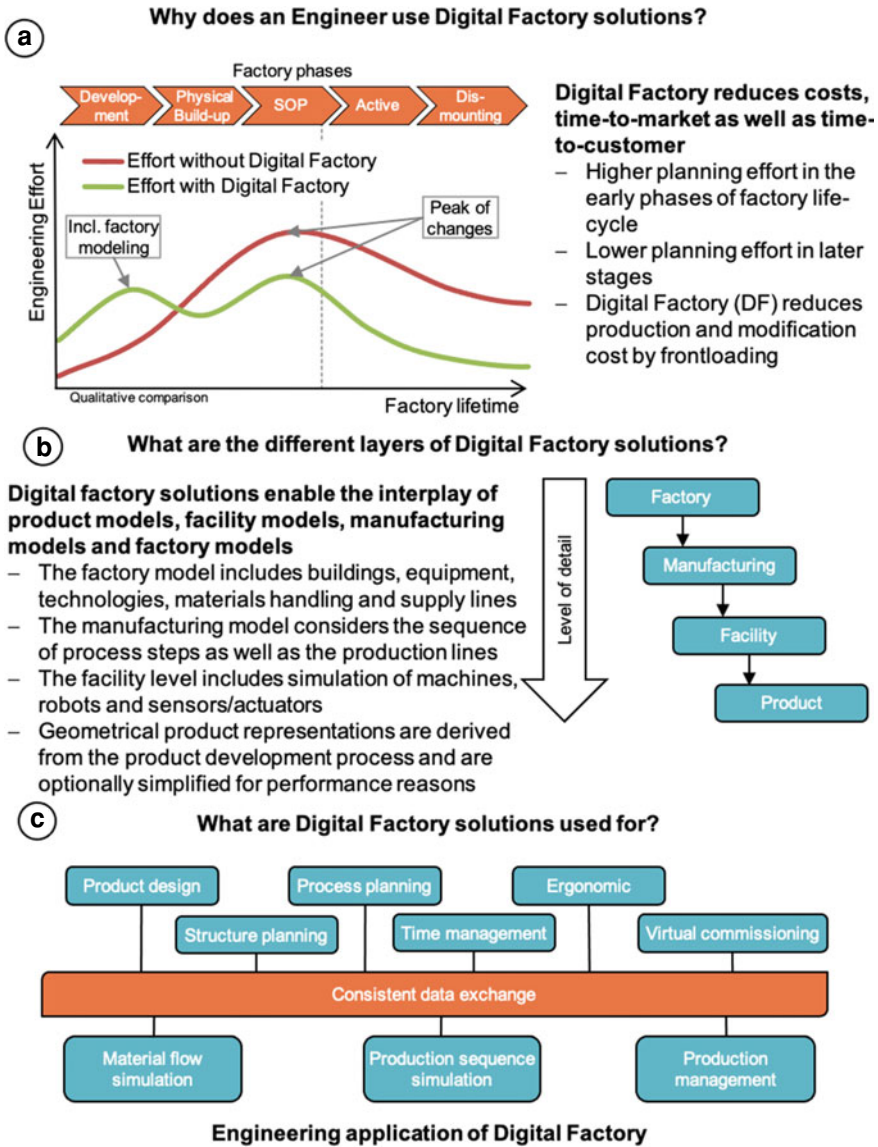 Why does an Engineer use Digital Factory solutions?
a
Factory phases
Develop-
ment
Physical
Build-up
SOP
Active
Dis-
mounting
Engineering Effort
Effort without Digital Factory
Effort with Digital Factory
Incl. factory
modeling
Peak of
changes
Qualitative comparison
Factory lifetime
Digital Factory reduces costs,
time-to-market as well as time-
to-customer
– Higher planning effort in the
early phases of factory life-
cycle
– Lower planning effort in later
stages
– Digital Factory (DF) reduces
production and modification
cost by frontloading
b
What are the different layers of Digital Factory solutions?
Digital factory solutions enable the interplay of
product models, facility models, manufacturing
models and factory models
– The factory model includes buildings, equipment,
technologies, materials handling and supply lines
– The manufacturing model considers the sequence
of process steps as well as the production lines
– The facility level includes simulation of machines,
robots and sensors/actuators
– Geometrical product representations are derived
from the product development process and are
optionally simplified for performance reasons
Level of detail
Factory
Manufacturing
Facility
Product
c
What are Digital Factory solutions used for?
Product design
Process planning
Ergonomic
Structure planning
Time management
Virtual commissioning
Consistent data exchange
Material flow
simulation
Production sequence
simulation
Production
management
Engineering application of Digital Factory